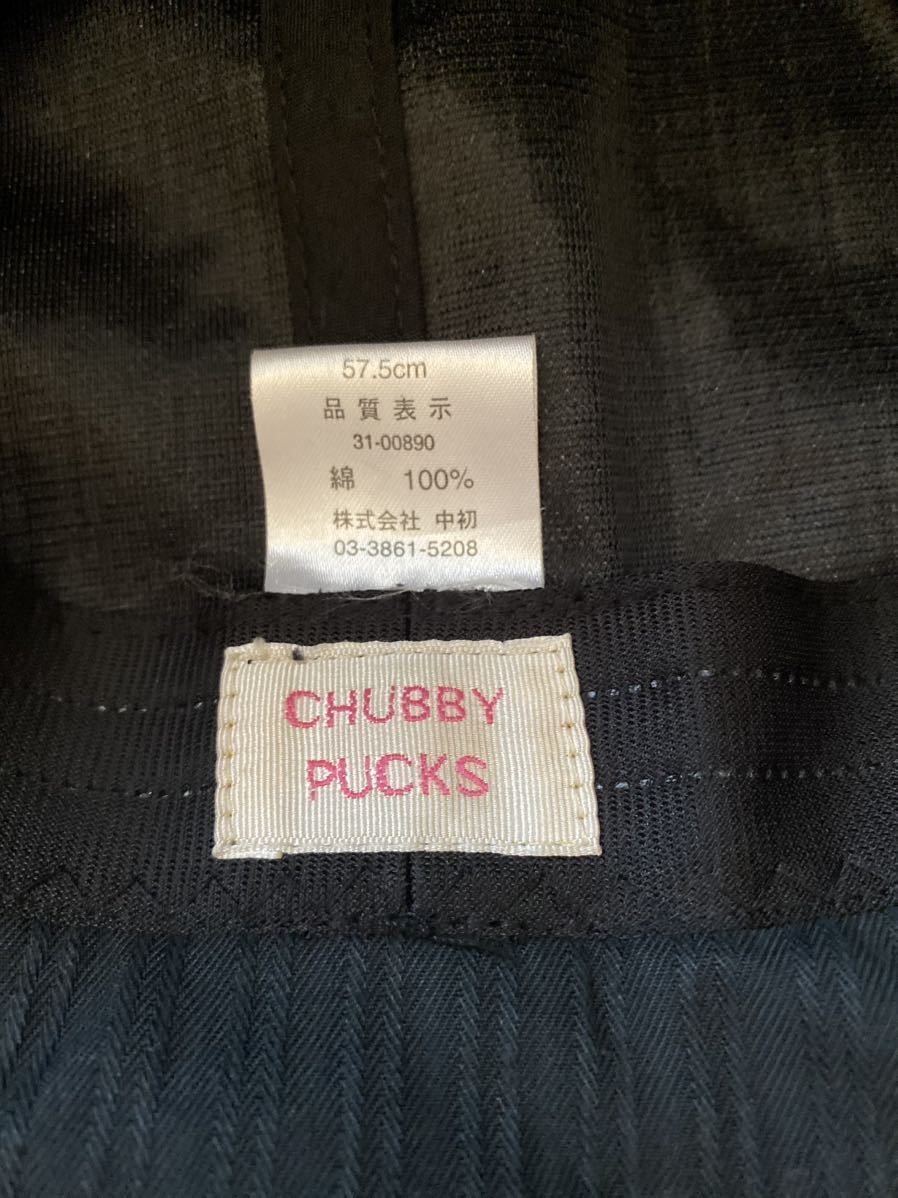 57.5cm
品質表示
31-00890
綿 100%
株式会社 中初
03-3861-5208
CHUBBY
PUCKS